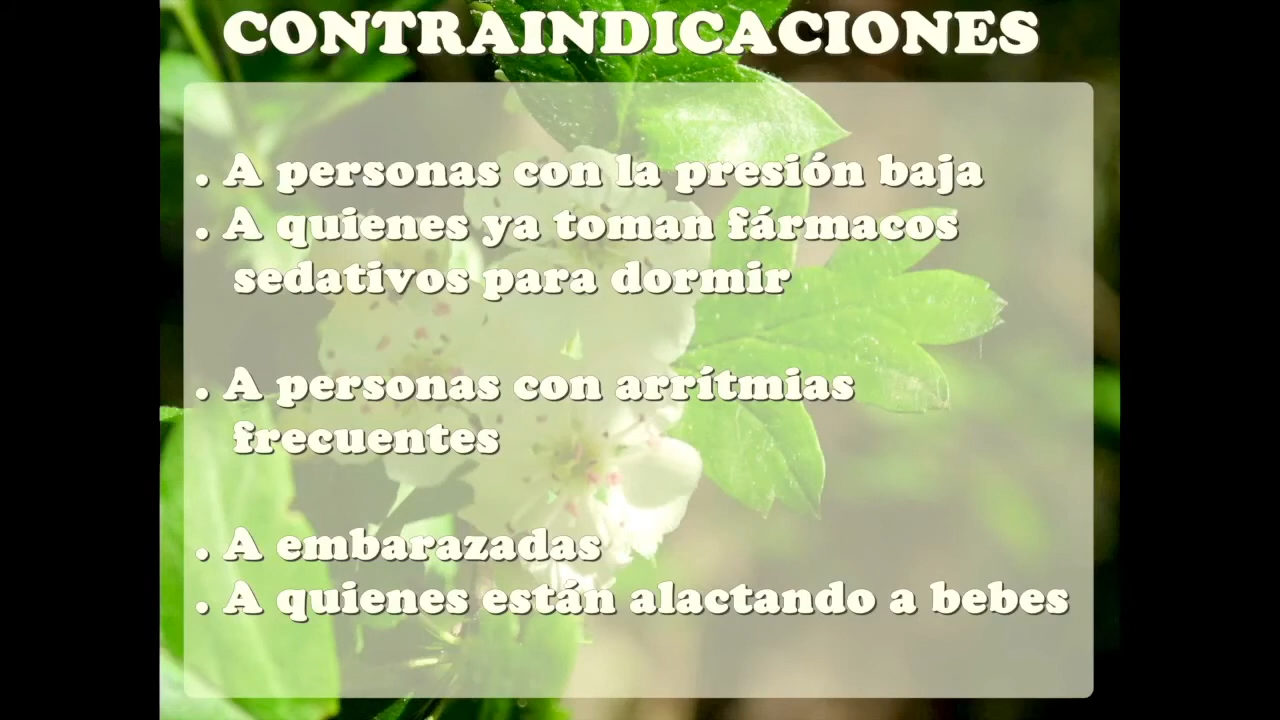 CONTRAINDICACIONES
. A personas con la presión baja
. A quienes ya toman fármacos
sedativos para dormir
. A personas con arrítmias
frecuentes
. A embarazadas
. A quienes están alactando a bebes